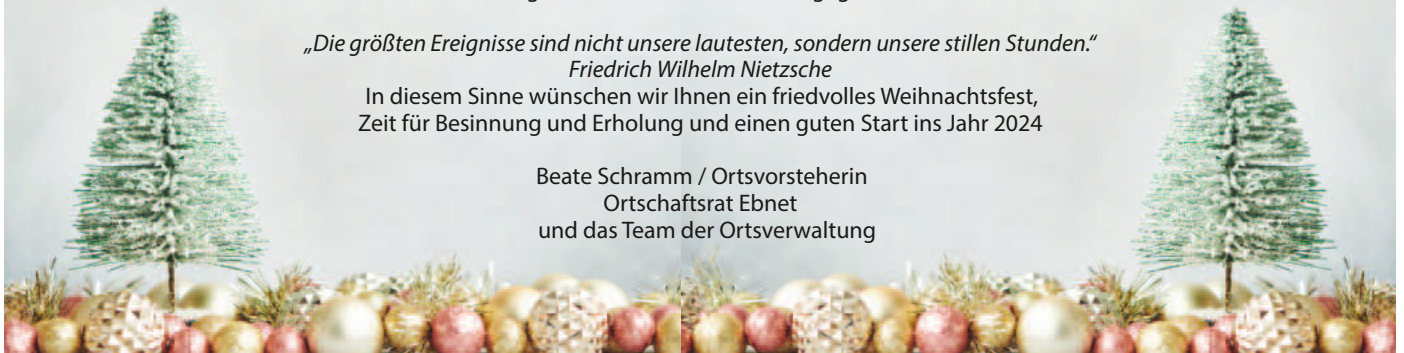 „Die größten Ereignisse sind nicht unsere lautesten, sondern unsere stillen Stunden.“
Friedrich Wilhelm Nietzsche
In diesem Sinne wünschen wir Ihnen ein friedvolles Weihnachtsfest,
Zeit für Besinnung und Erholung und einen guten Start ins Jahr 2024
Beate Schramm / Ortsvorsteherin
Ortschaftsrat Ebnet
und das Team der Ortsverwaltung